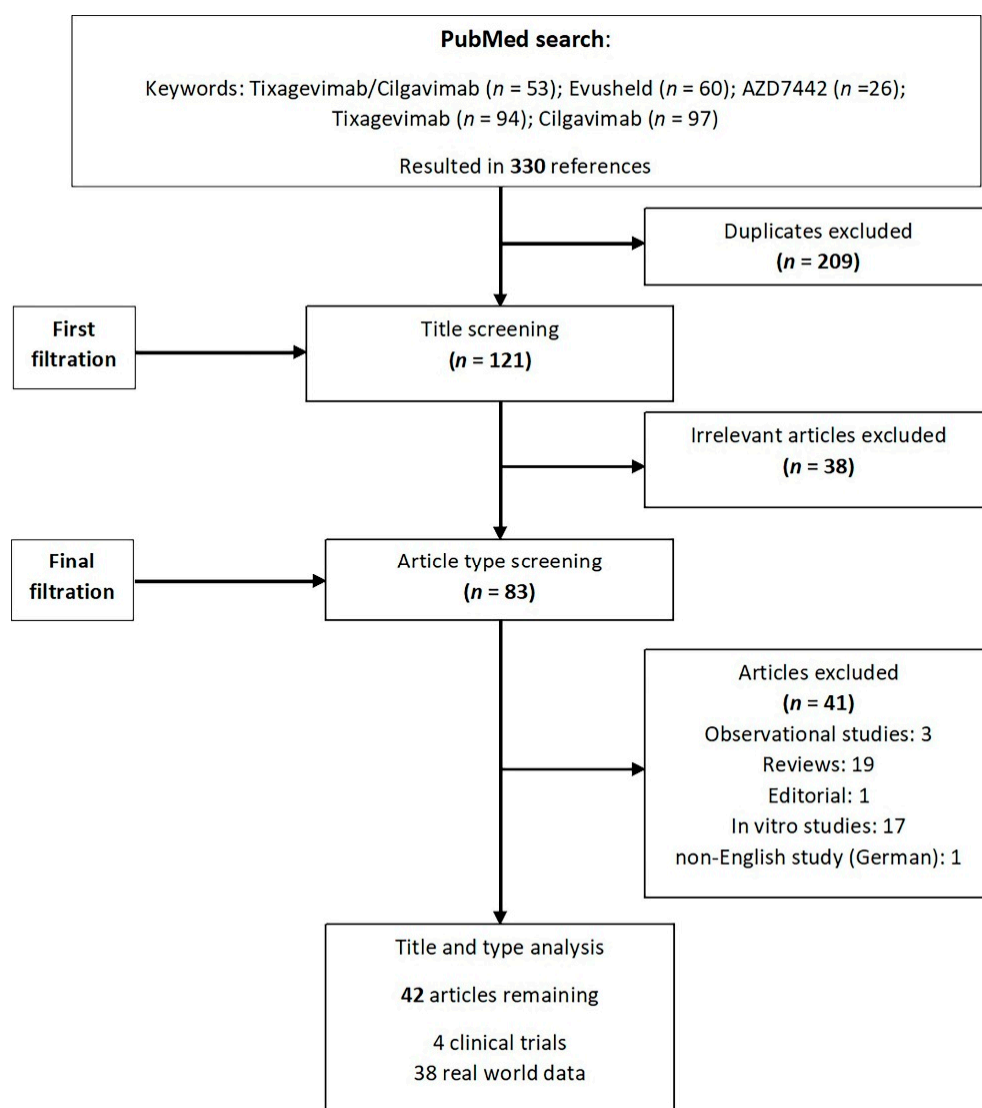 PubMed search:
Keywords: Tixagevimab/Cilgavimab (n = 53); Evusheld (n = 60); AZD7442 (n =26);
Tixagevimab (n = 94); Cilgavimab (n = 97)
Resulted in 330 references
Duplicates excluded
(n = 209)
First
filtration
Title screening
(n = 121)
Irrelevant articles excluded
(n = 38)
Final
filtration
Article type screening
(n = 83)
Articles excluded
(n = 41)
Observational studies: 3
Reviews: 19
Editorial: 1
In vitro studies: 17
non-English study (German): 1
Title and type analysis
42 articles remaining
4 clinical trials
38 real world data